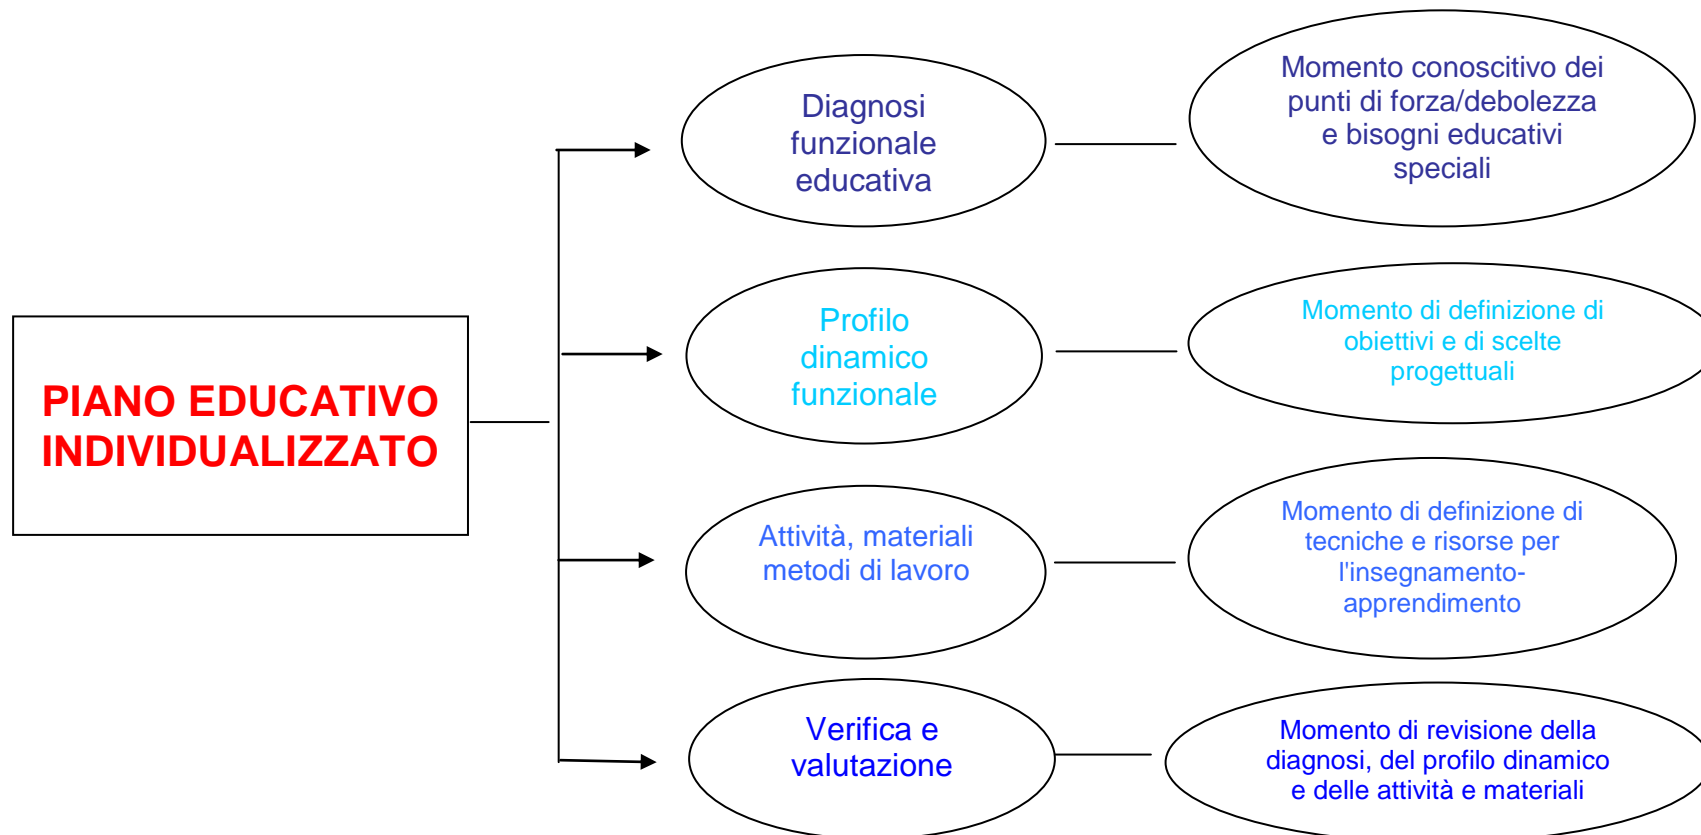 PIANO EDUCATIVO
INDIVIDUALIZZATO
Diagnosi
funzionale
educativa
Momento conoscitivo dei
punti di forza/debolezza
e bisogni educativi
speciali
Profilo
dinamico
funzionale
Momento di definizione di
obiettivi e di scelte
progettuali
Attività, materiali
metodi di lavoro
Momento di definizione di
tecniche e risorse per
l'insegnamento-
apprendimento
Verifica e
valutazione
Momento di revisione della
diagnosi, del profilo dinamico
e delle attività e materiali